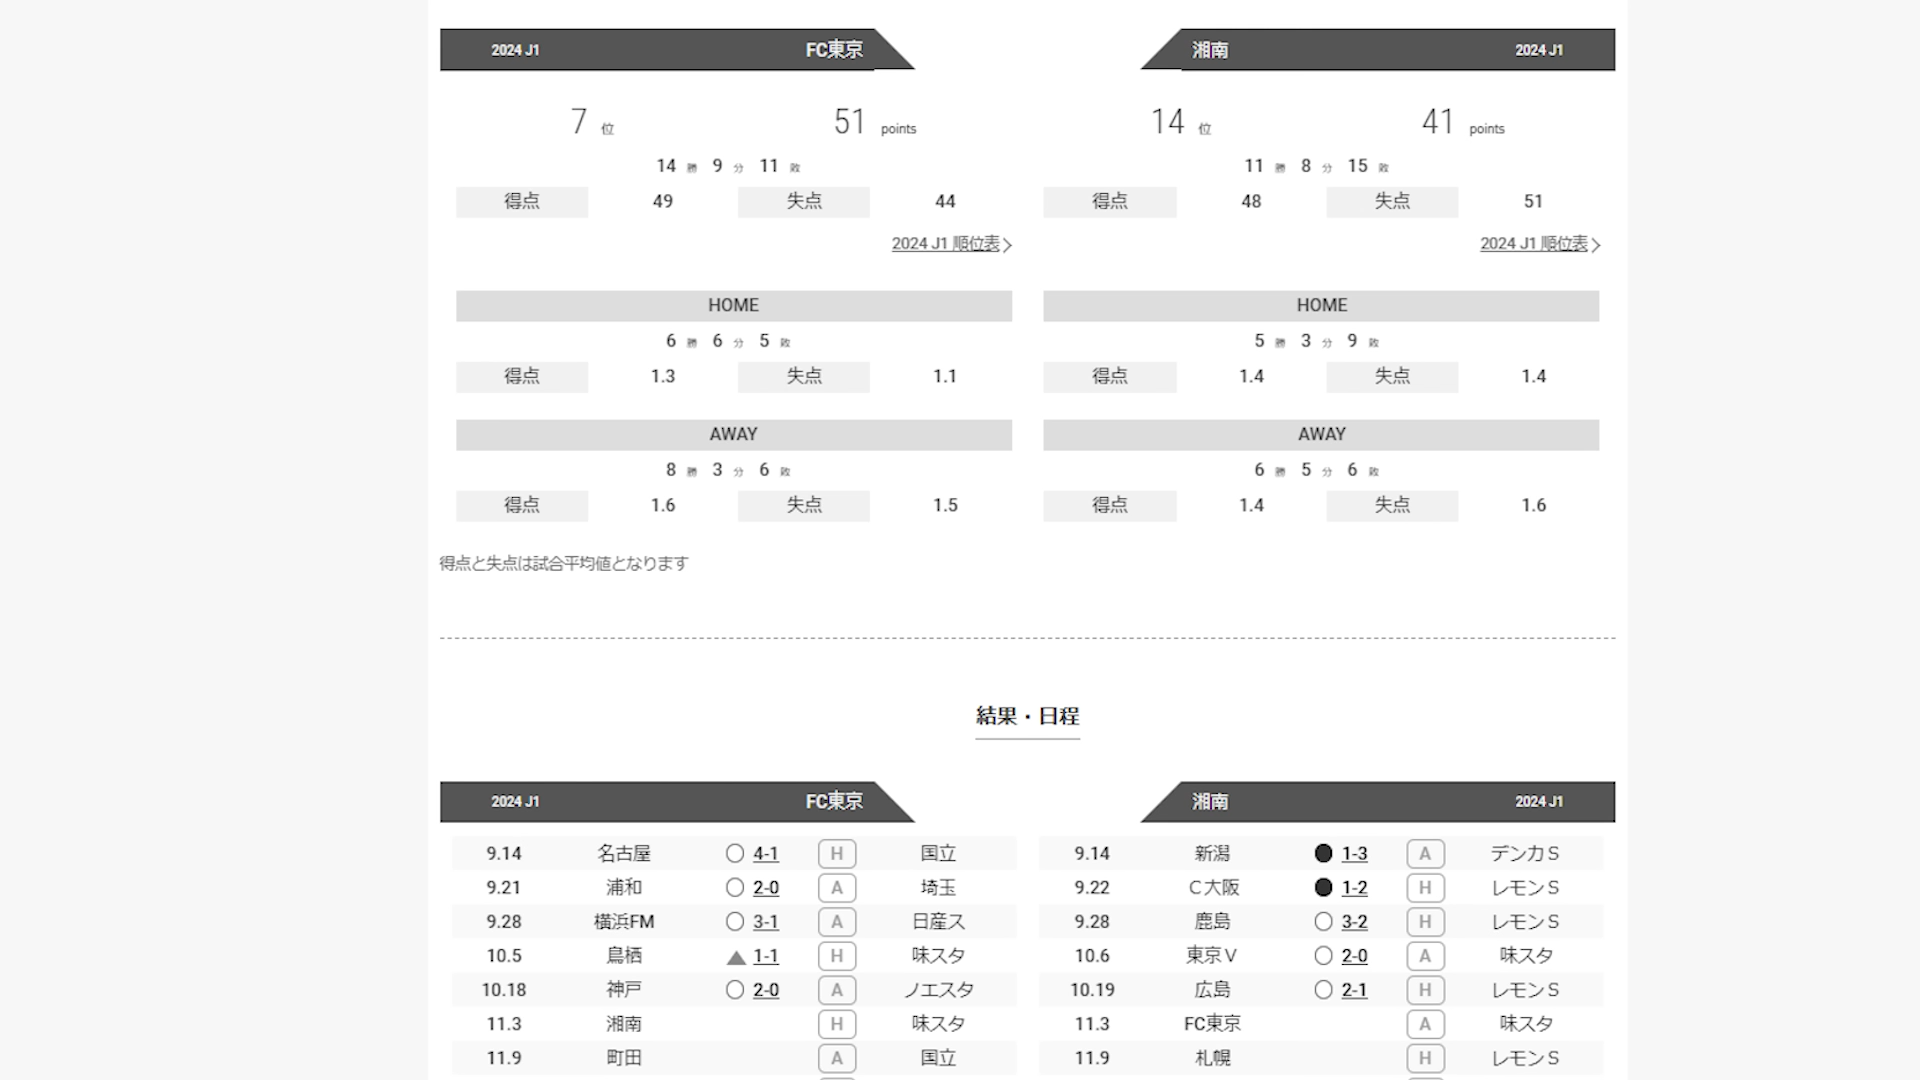 2024 J1 FC東京 湘南 2024 J1
7 位 51 points 14 位 41 points
14 勝 9 分 11 敗 11 勝 8 分 15 敗
得点 49 失点 44 得点 48 失点 51
2024 J1 順位表 2024 J1 順位表
HOME HOME
6 勝 6 分 5 敗 5 勝 3 分 9 敗
得点 1.3 失点 1.1 得点 1.4 失点 1.4
AWAY AWAY
8 勝 3 分 6 敗 6 勝 5 分 6 敗
得点 1.6 失点 1.5 得点 1.4 失点 1.6
得点と失点は試合平均値となります
結果・日程
2024 J1 FC東京 湘南 2024 J1
9.14 名古屋 ○ 4-1 H 国立 9.14 新潟 ● 1-3 A デンカS
9.21 浦和 ○ 2-0 A 埼玉 9.22 C大阪 ● 1-2 H レモンS
9.28 横浜FM ○ 3-1 A 日産ス 9.28 鹿島 ○ 3-2 H レモンS
10.5 鳥栖 ▲ 1-1 H 味スタ 10.6 東京V ○ 2-0 A 味スタ
10.18 神戸 ○ 2-0 A ノエスタ 10.19 広島 ○ 2-1 H レモンS
11.3 湘南 H 味スタ 11.3 FC東京 A 味スタ
11.9 町田 A 国立 11.9 札幌 H レモンS